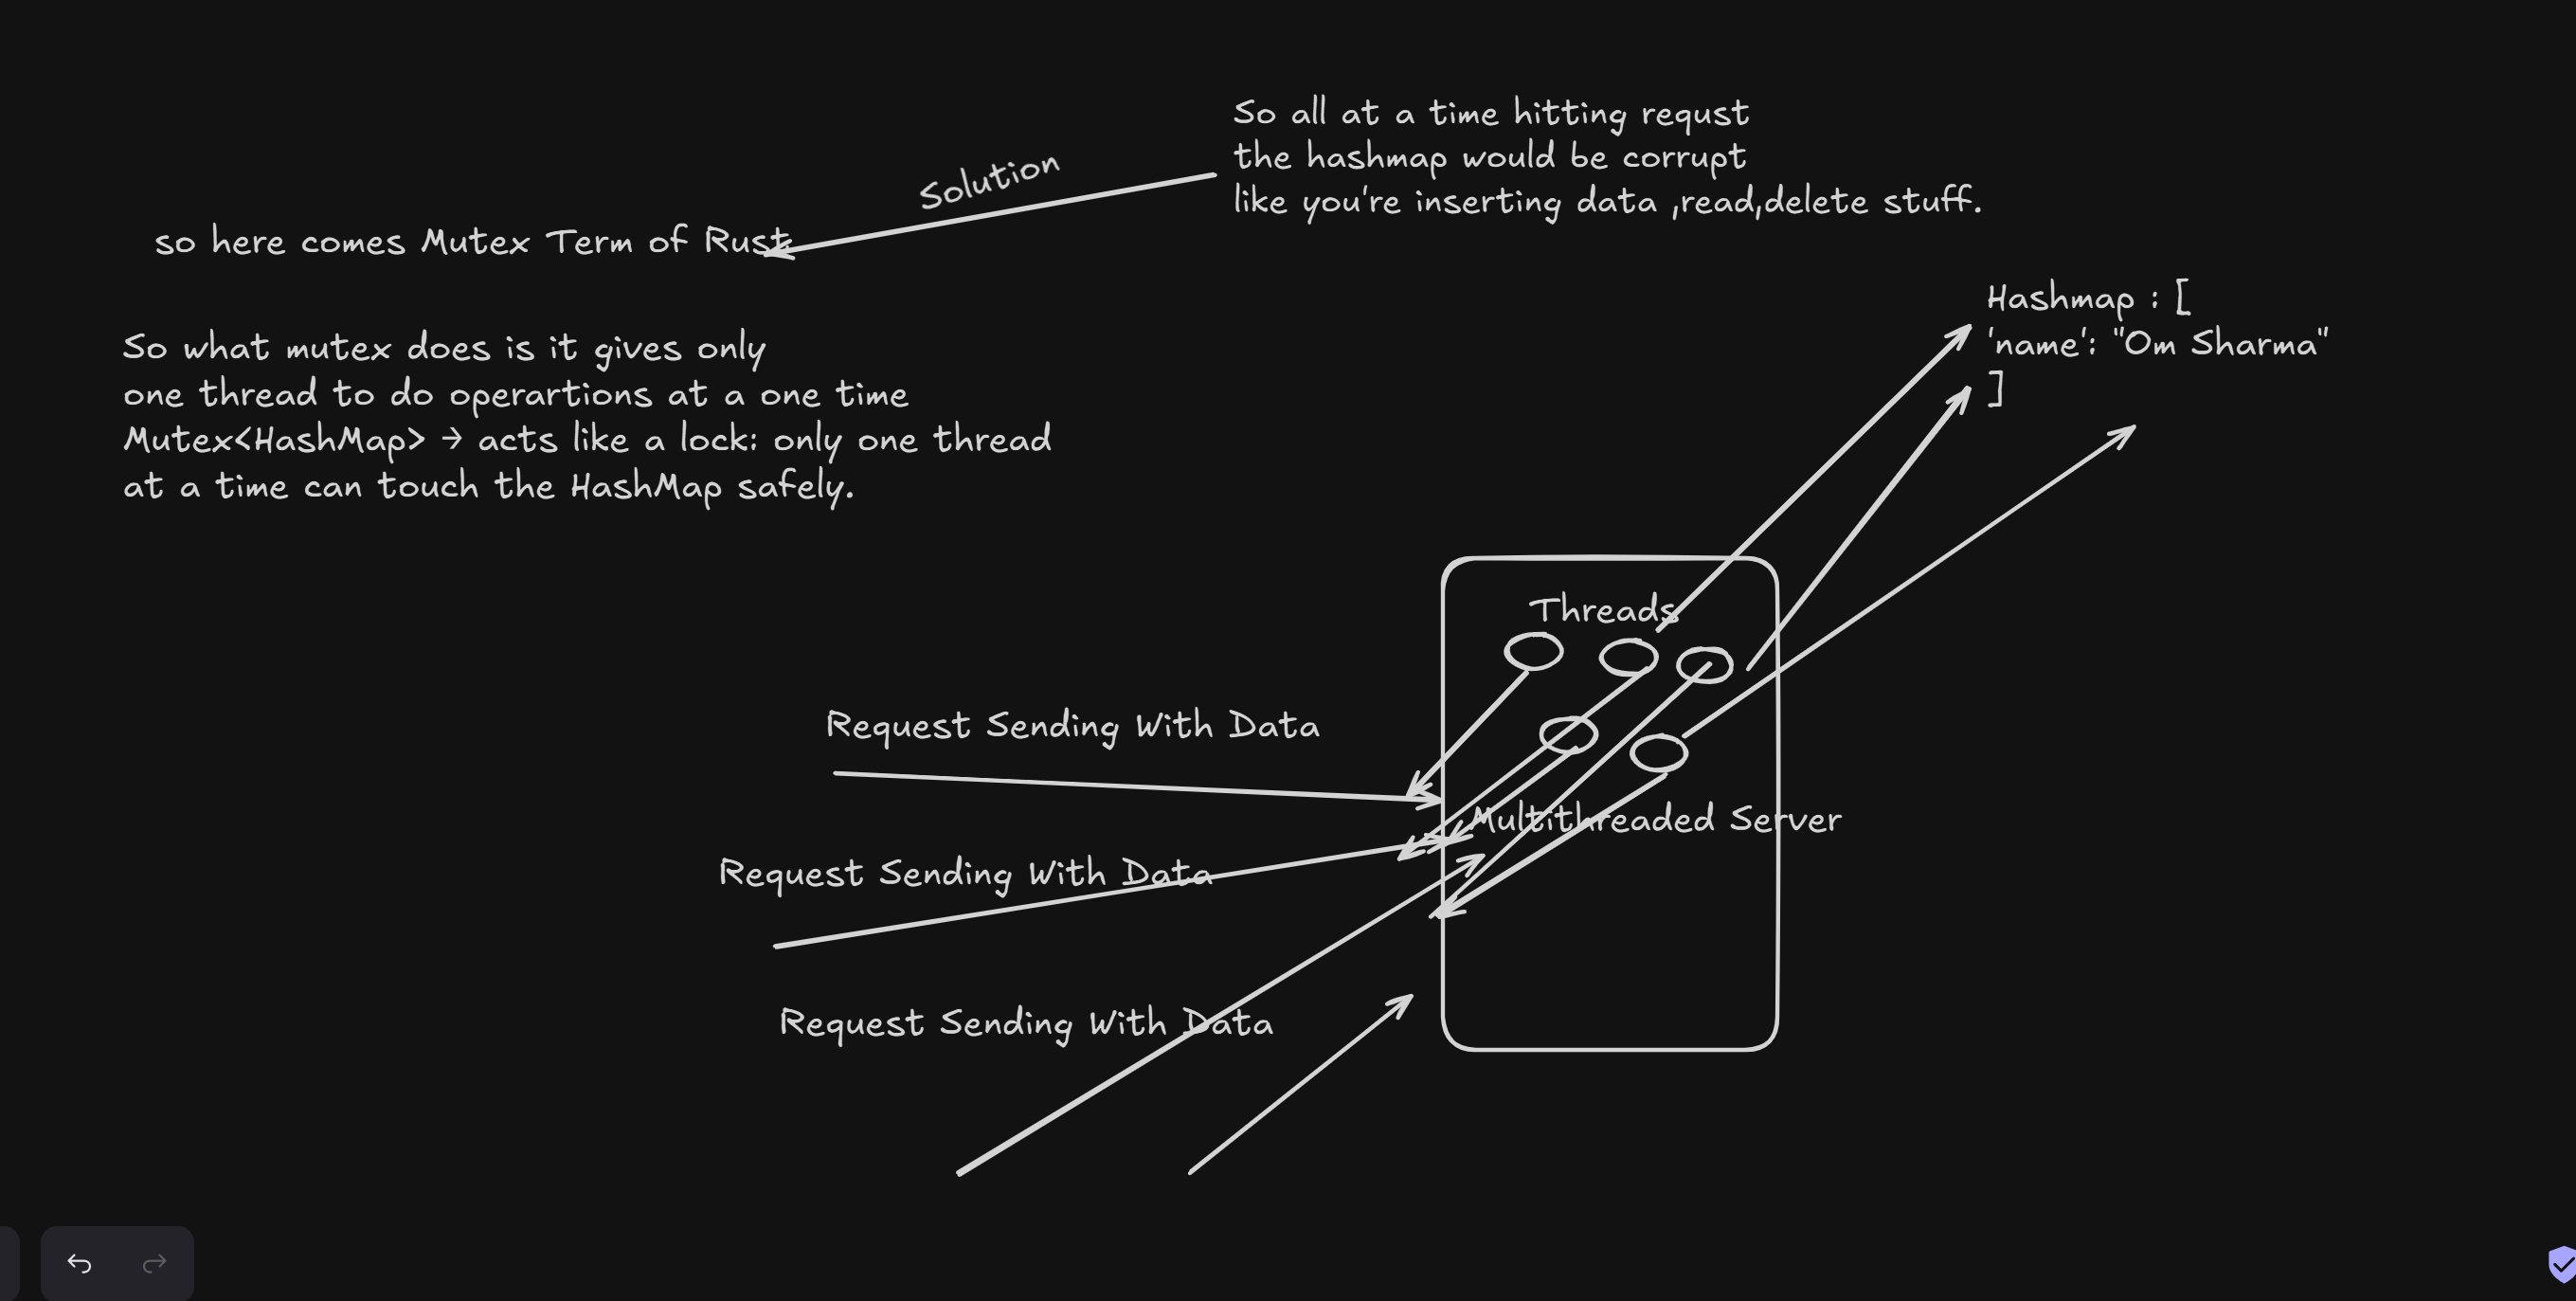 So all at a time hitting requst
the hashmap would be corrupt
like you're inserting data ,read,delete stuff.
Solution
so here comes Mutex Term of Rust
So what mutex does is it gives only
one thread to do operartions at a one time
Mutex<HashMap> → acts like a lock: only one thread
at a time can touch the HashMap safely.
Hashmap : [
'name': "Om Sharma"
]
Threads
Request Sending With Data
Multithreaded Server
Request Sending With Data
Request Sending With Data